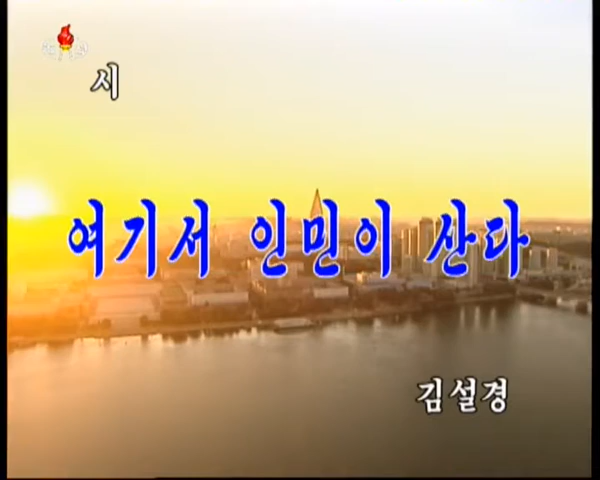 시
여기서 인민이 산다
김설경